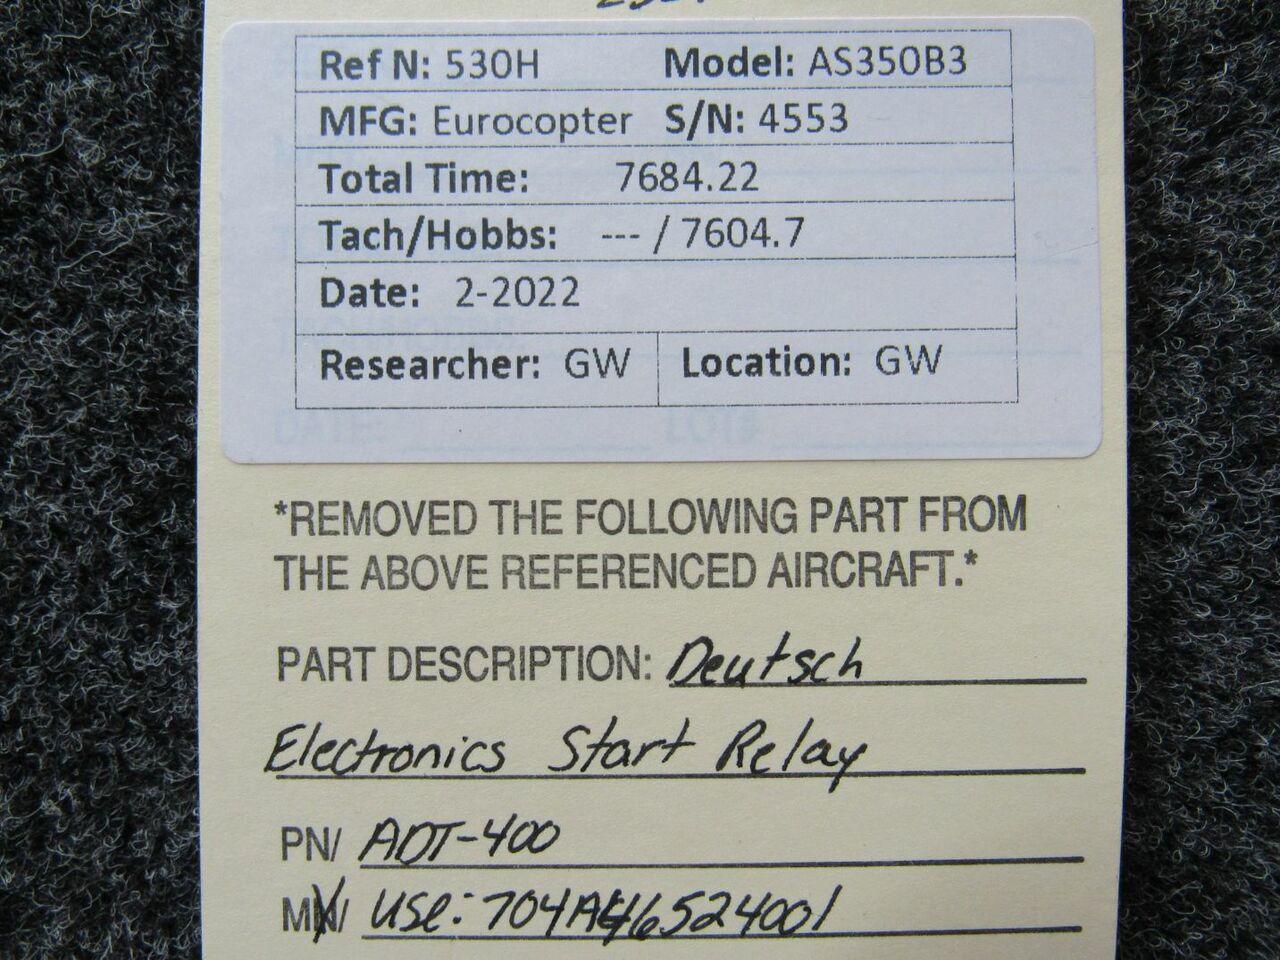 Ref N: 530H Model: AS350B3
MFG: Eurocopter S/N: 4553
Total Time: 7684.22
Tach/Hobbs: --- / 7604.7
Date: 2-2022
Researcher: GW Location: GW
*REMOVED THE FOLLOWING PART FROM
THE ABOVE REFERENCED AIRCRAFT.*
PART DESCRIPTION: Deutsch
Electronics Start Relay
PN/ ADT-400
USE: 704A46524001